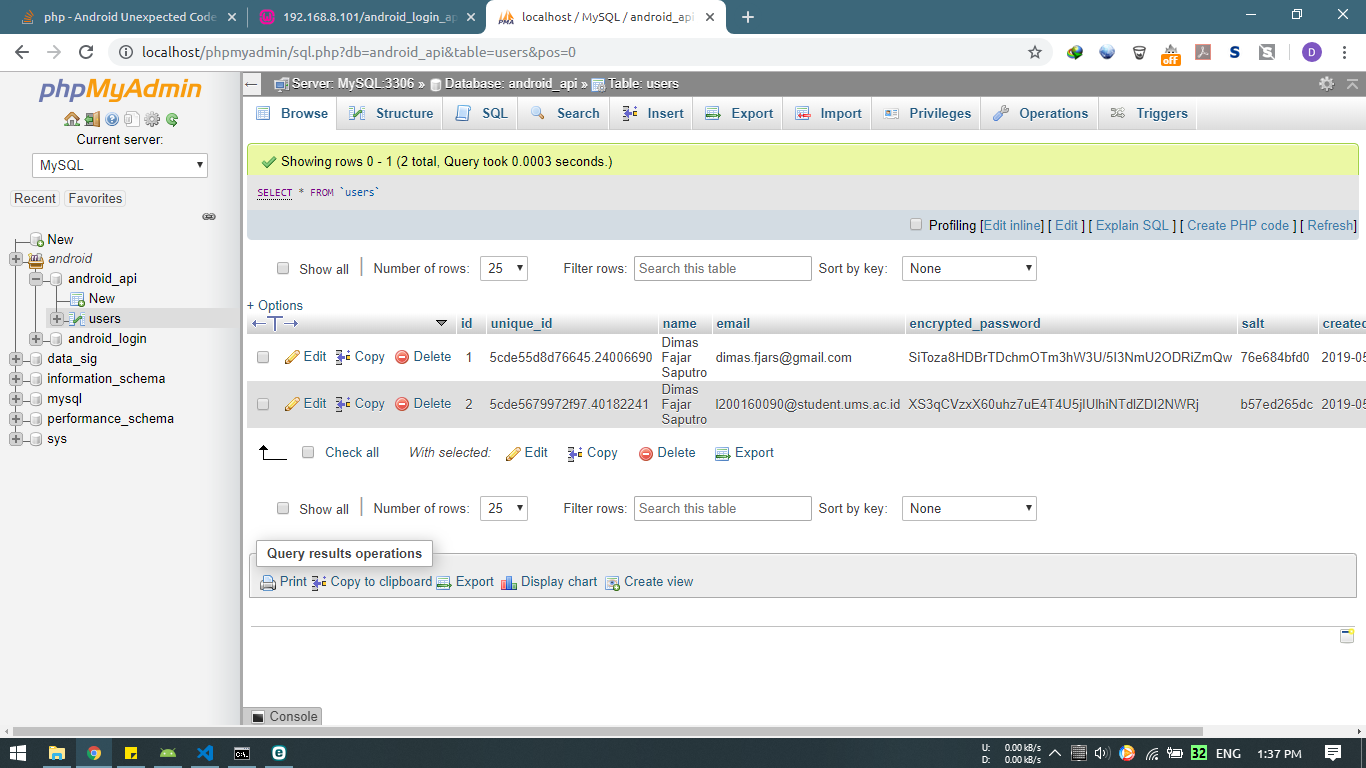 php - Android Unexpected Code
192.168.8.101/android_login_ap
localhost / MySQL / android_api
localhost/phpmyadmin/sql.php?db=android_api&table=users&pos=0
off
S
D
phpMyAdmin
Current server:
MySQL
Recent
Favorites
New
android
android_api
New
users
android_login
data_sig
information_schema
mysql
performance_schema
sys
Server: MySQL:3306 » Database: android_api » Table: users
Browse Structure SQL Search Insert Export Import Privileges Operations Triggers
Showing rows 0 - 1 (2 total, Query took 0.0003 seconds.)
SELECT * FROM `users`
Profiling [Edit inline] [ Edit ] [ Explain SQL ] [ Create PHP code ] [ Refresh]
Show all Number of rows: 25 Filter rows: Search this table Sort by key: None
+ Options
id unique_id name email encrypted_password salt created
Edit Copy Delete 1 5cde55d8d76645.24006690 Dimas Fajar Saputro dimas.fjars@gmail.com SiToza8HDBrTDchmOTm3hW3U/5I3NmU2ODRiZmQw 76e684bfd0 2019-05
Edit Copy Delete 2 5cde5679972f97.40182241 Dimas Fajar Saputro l200160090@student.ums.ac.id XS3qCVzxX60uhz7uE4T4U5jlUlhiNTdlZDI2NWRj b57ed265dc 2019-05
Check all With selected: Edit Copy Delete Export
Show all Number of rows: 25 Filter rows: Search this table Sort by key: None
Query results operations
Print Copy to clipboard Export Display chart Create view
Console
U: 0.00 kB/s
D: 0.00 kB/s
32 ENG 1:37 PM